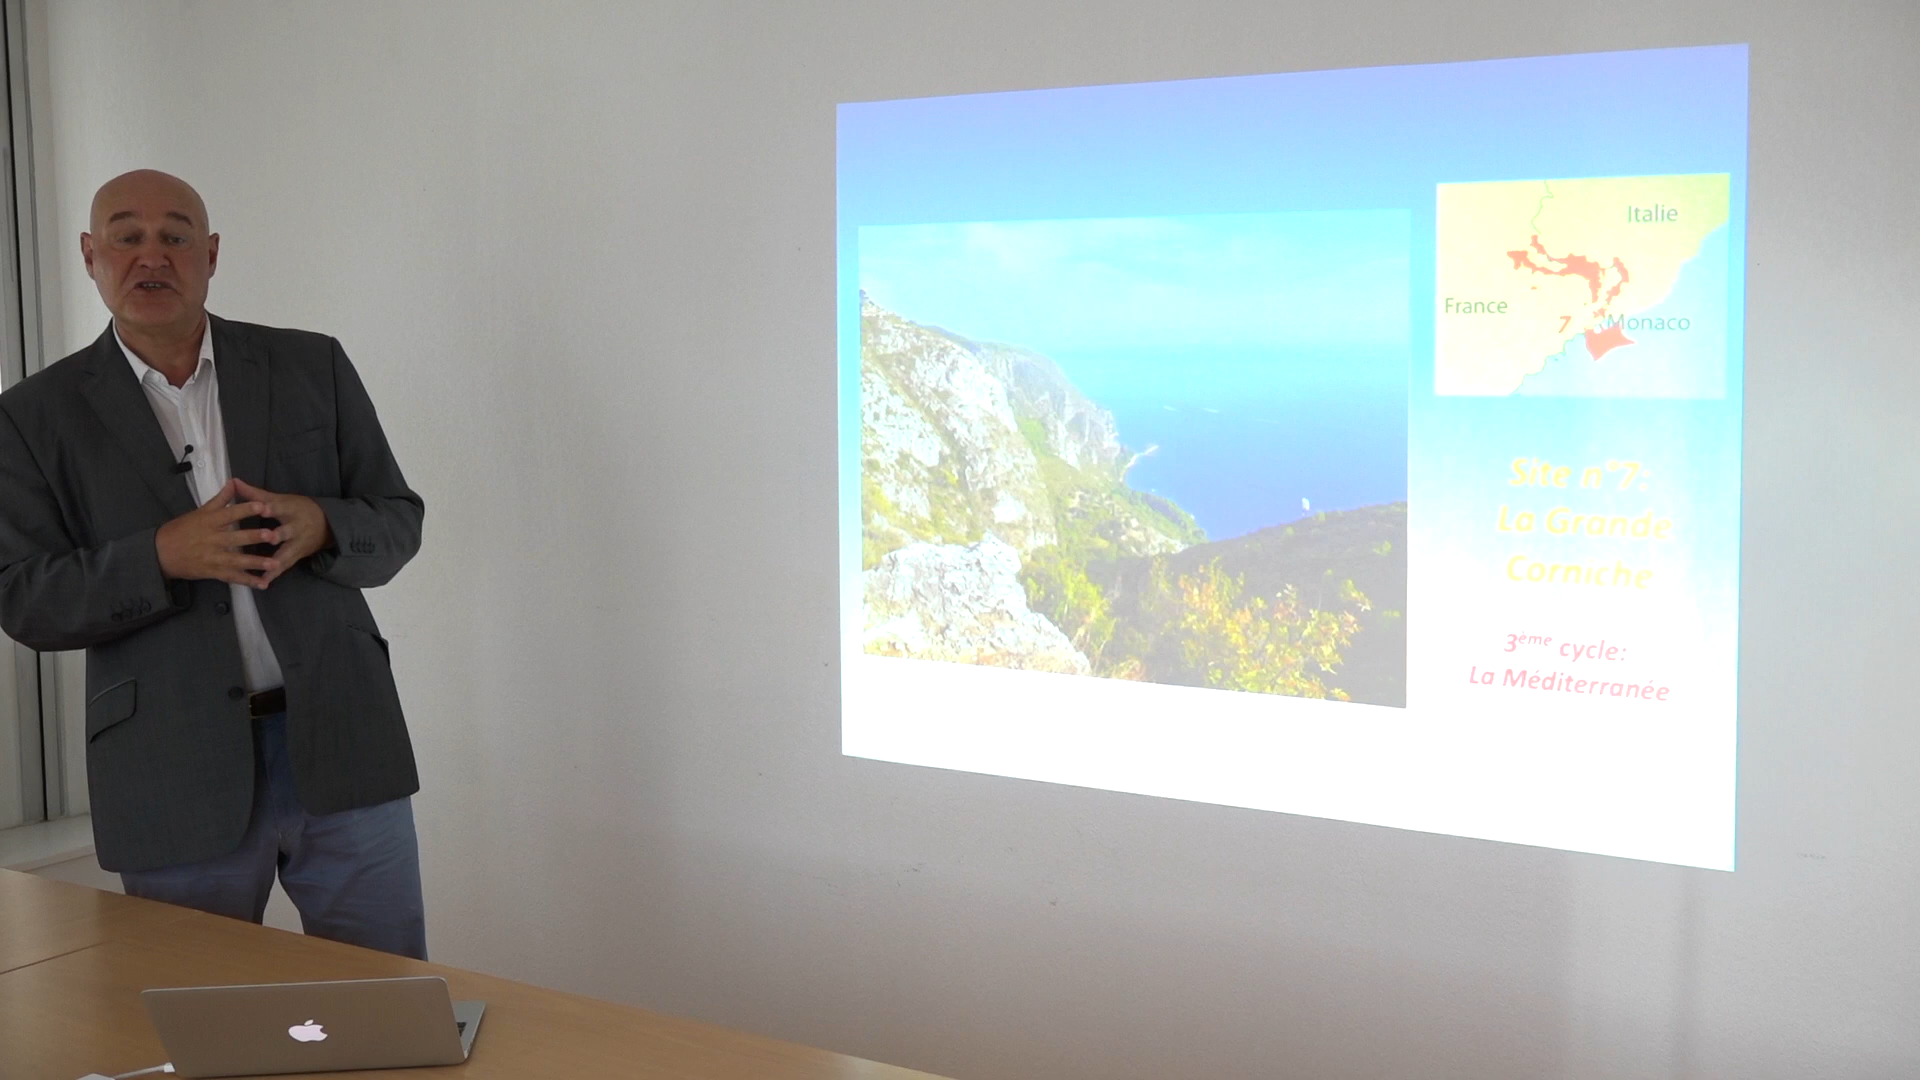 Italie
France
7
Monaco
Site n°7:
La Grande
Corniche
3ème cycle:
La Méditerranée